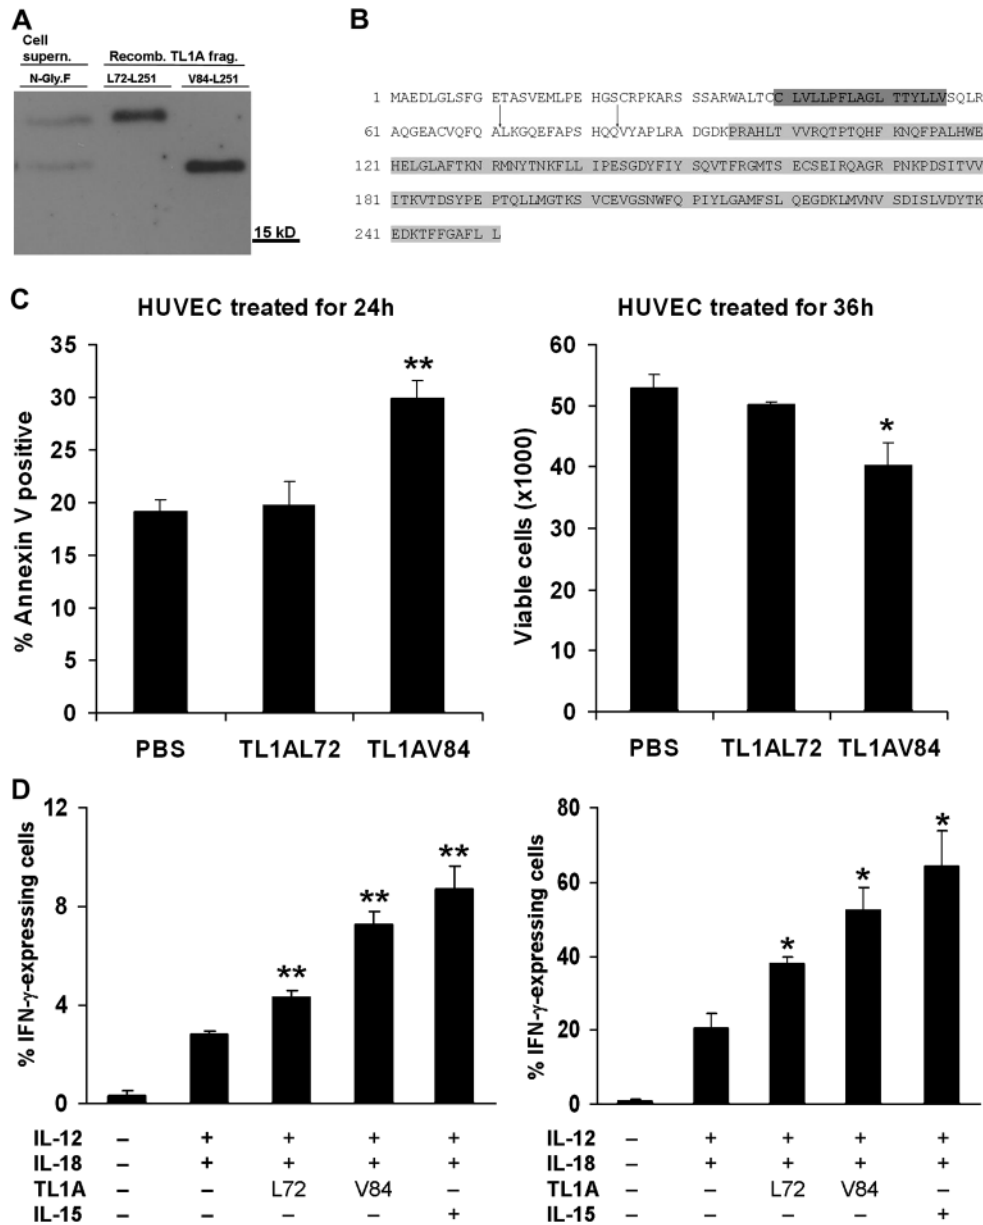 A
Cell
supern.
Recomb. TL1A frag.
N-Gly.F L72-L251 V84-L251
15 kD
B
1 MAEDLGLSFG ETASVEMLPE HGSCRPKARS SSARWALTCC LVLLPFLAGL TTYLLVSQLR
61 AQGEACVQFQ ALKGQEFAPS HQQVYAPLRA DGDKPRAHLT VVRQTPTQHF KNQFPALHWE
121 HELGLAFTKN RMNYTNKFLL IPESGDYFIY SQVTFRGMTS ECSEIRQAGR PNKPDSITVV
181 ITKVTDSYPE PTQLLMGTKS VCEVGSNWFQ PIYLGAMFSL QEGDKLMVNV SDISLVDYTK
241 EDKTFFGAFL L
C
HUVEC treated for 24h
% Annexin V positive
35
30
25
20
15
10
5
0
**
PBS TL1AL72 TL1AV84
HUVEC treated for 36h
Viable cells (x1000)
60
50
40
30
20
10
0
*
PBS TL1AL72 TL1AV84
D
% IFN-γ-expressing cells
12
8
4
0
** ** **
IL-12 – + + + +
IL-18 – + + + +
TL1A – – L72 V84 –
IL-15 – – – – +
% IFN-γ-expressing cells
80
60
40
20
0
* * *
IL-12 – + + + +
IL-18 – + + + +
TL1A – – L72 V84 –
IL-15 – – – – +